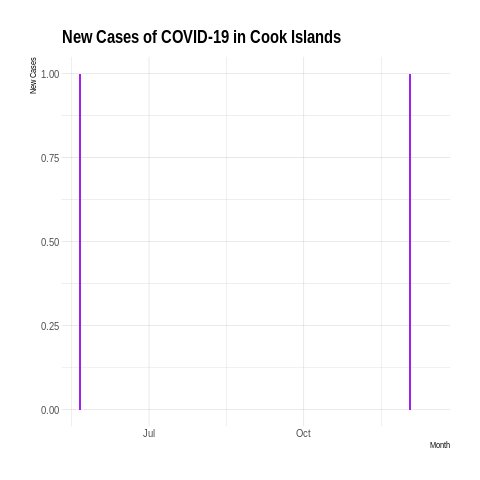 New Cases of COVID-19 in Cook Islands
New Cases
1.00
0.75
0.50
0.25
0.00
Jul
Oct
Month